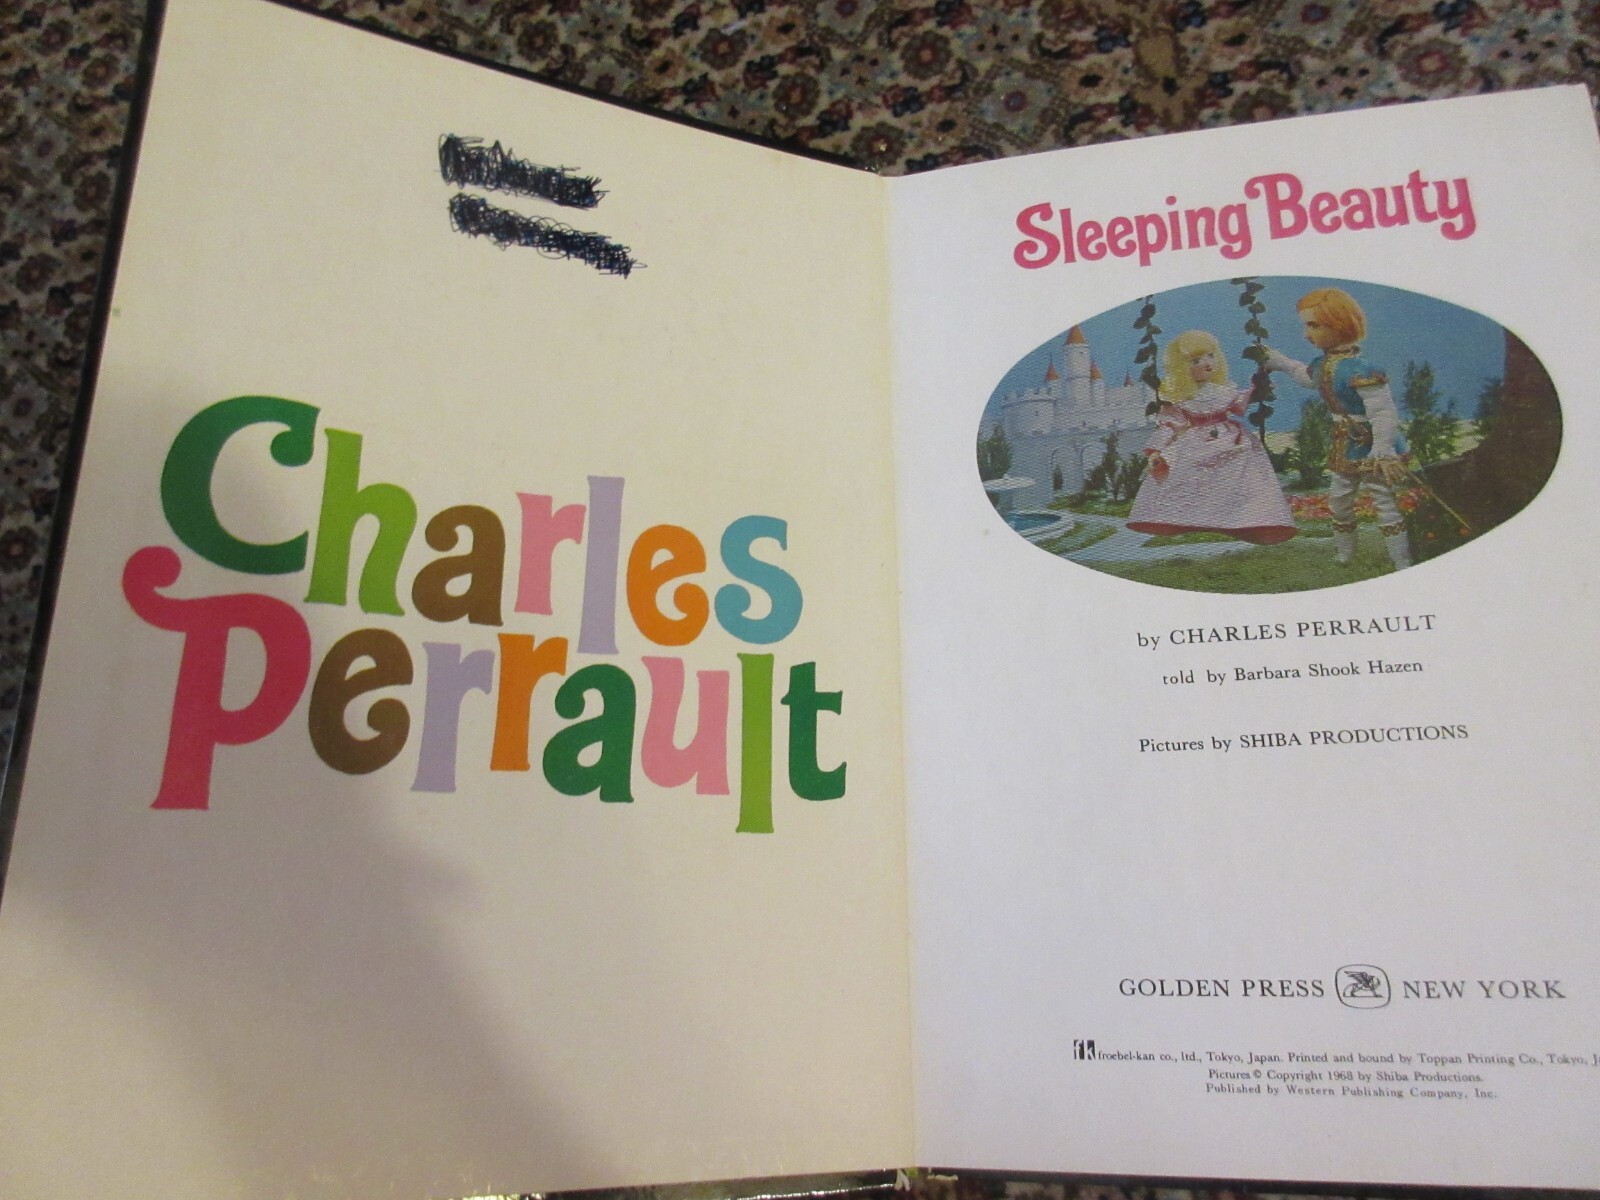 Charles
Perrault
Sleeping Beauty
by CHARLES PERRAULT
told by Barbara Shook Hazen
Pictures by SHIBA PRODUCTIONS
GOLDEN PRESS NEW YORK
fk froebel-kan co., ltd., Tokyo, Japan. Printed and bound by Toppan Printing Co., Tokyo,
Pictures © Copyright 1968 by Shiba Productions.
Published by Western Publishing Company, Inc.